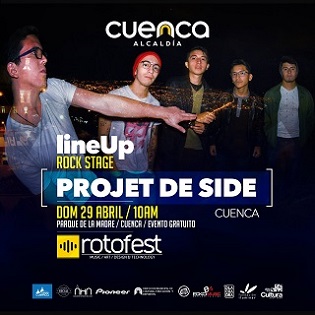 cuenca
ALCALDÍA
lineUp
ROCK STAGE
PROJET DE SIDE
DOM 29 ABRIL / 10AM
CUENCA
PARQUE DE LA MADRE / CUENCA / EVENTO GRATUITO
rotofest
MUSIC / ART / DESIGN & TECHNOLOGY
Pioneer
Cultura